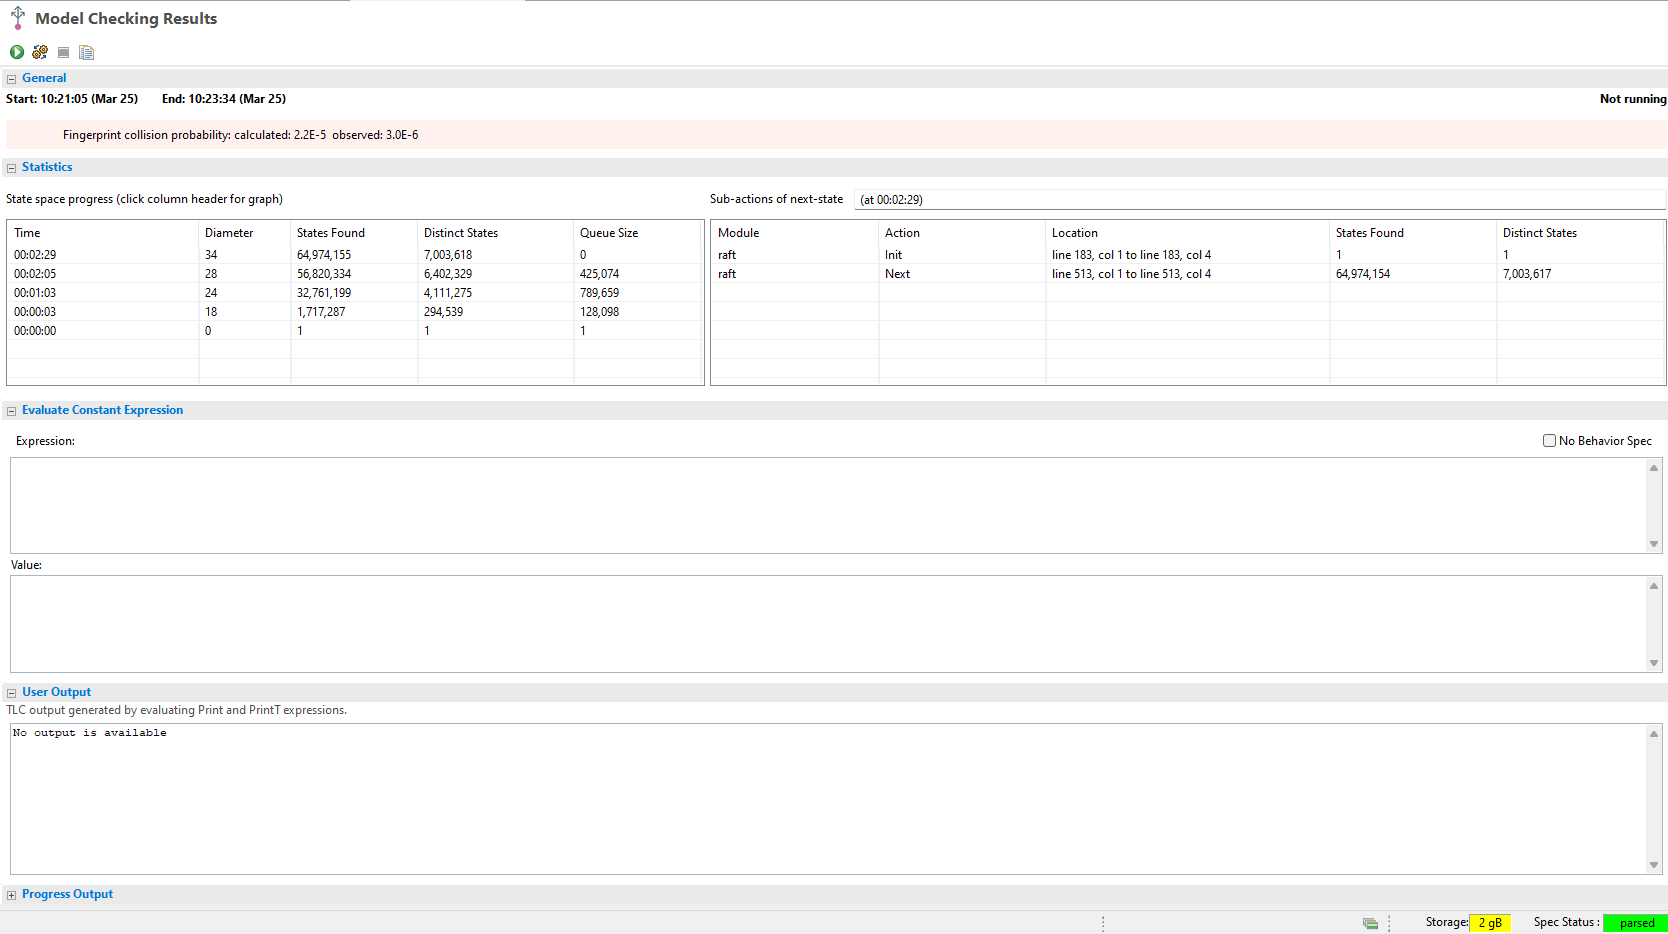 Model Checking Results
General
Start: 10:21:05 (Mar 25) End: 10:23:34 (Mar 25) Not running
Fingerprint collision probability: calculated: 2.2E-5 observed: 3.0E-6
Statistics
State space progress (click column header for graph)
Time Diameter States Found Distinct States Queue Size
00:02:29 34 64,974,155 7,003,618 0
00:02:05 28 56,820,334 6,402,329 425,074
00:01:03 24 32,761,199 4,111,275 789,659
00:00:03 18 1,717,287 294,539 128,098
00:00:00 0 1 1 1
Sub-actions of next-state (at 00:02:29)
Module Action Location States Found Distinct States
raft Init line 183, col 1 to line 183, col 4 1 1
raft Next line 513, col 1 to line 513, col 4 64,974,154 7,003,617
Evaluate Constant Expression
Expression: No Behavior Spec
Value:
User Output
TLC output generated by evaluating Print and PrintT expressions.
No output is available
Progress Output
Storage: 2 gB Spec Status : parsed